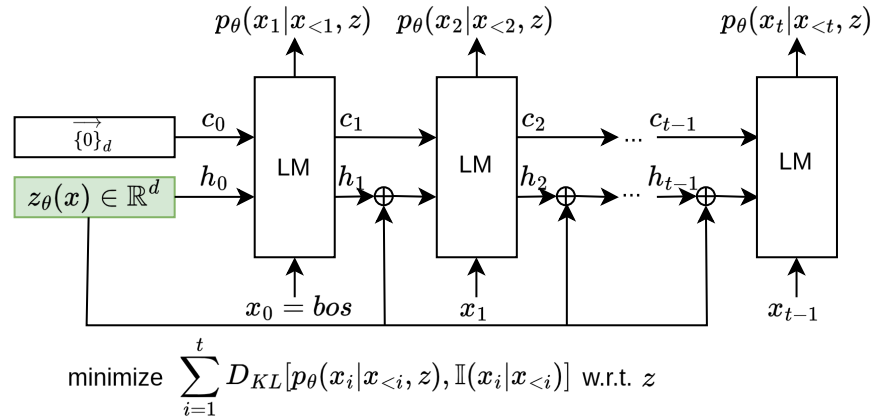 p_θ(x_1|x_{<1}, z) p_θ(x_2|x_{<2}, z) p_θ(x_t|x_{<t}, z)
\overrightarrow{\{0\}}_d c_0 c_1 c_2 ... c_{t−1}
LM LM LM
z_θ(x) ∈ ℝ^d h_0 h_1 ⊕ h_2 ⊕ ... h_{t−1} ⊕
x_0 = bos x_1 x_{t−1}
minimize \sum_{i=1}^{t} D_{KL}[p_θ(x_i|x_{<i}, z), 𝕀(x_i|x_{<i})] w.r.t. z